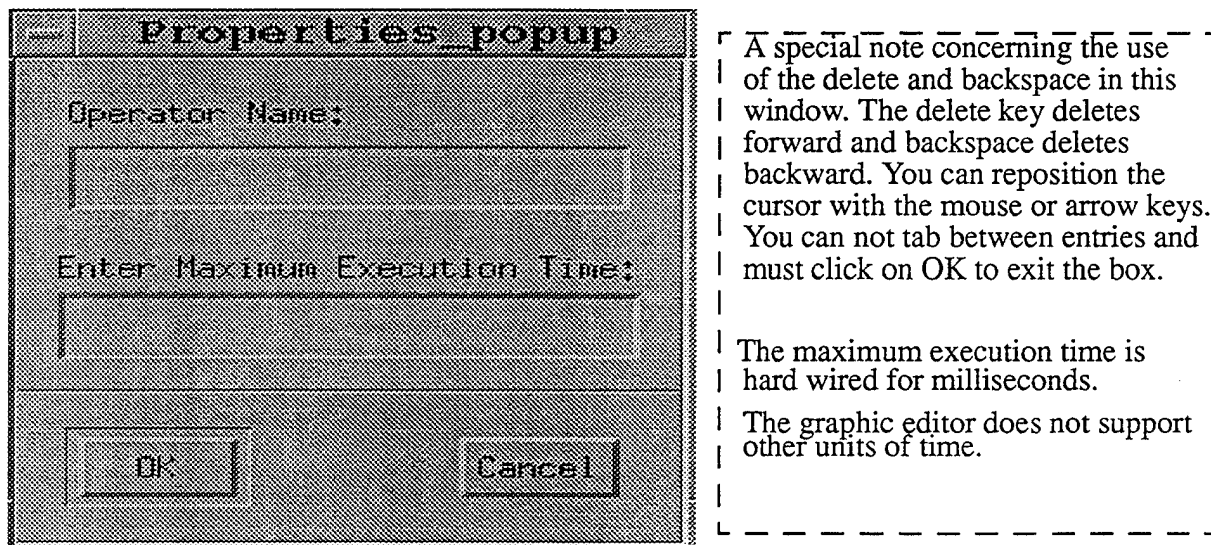 Properties_popup
Operator Name:
Enter Maximum Execution Time:
OK
Cancel
A special note concerning the use
of the delete and backspace in this
window. The delete key deletes
forward and backspace deletes
backward. You can reposition the
cursor with the mouse or arrow keys.
You can not tab between entries and
must click on OK to exit the box.
The maximum execution time is
hard wired for milliseconds.
The graphic editor does not support
other units of time.